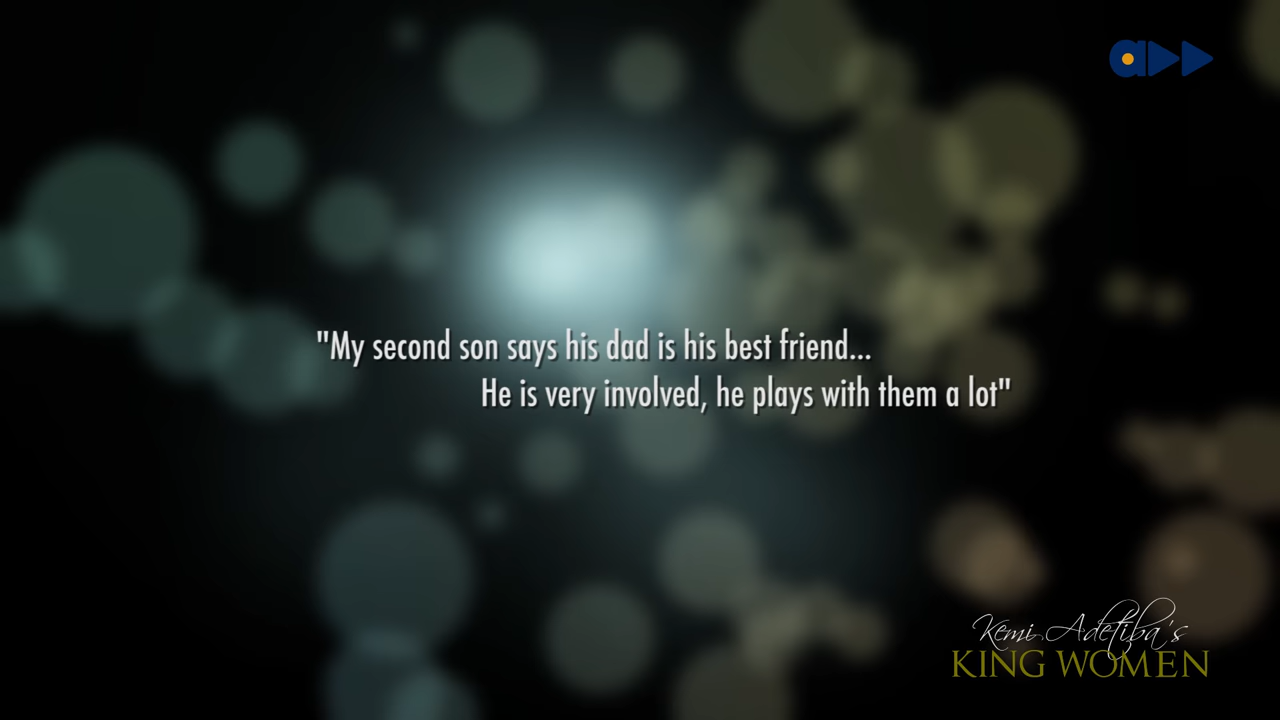 "My second son says his dad is his best friend...
He is very involved, he plays with them a lot"
Kemi Adetiba's
KING WOMEN